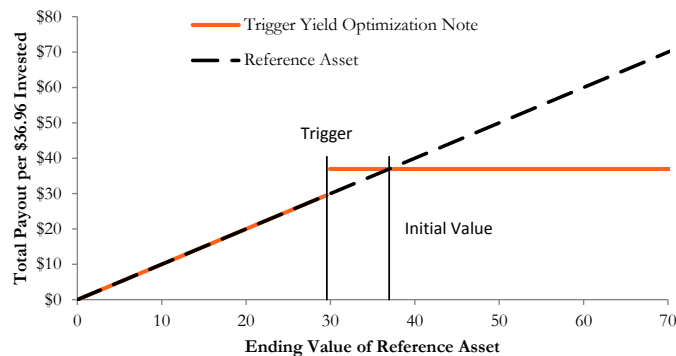 $80
$70
$60
$50
$40
$30
$20
$10
$0
Total Payout per $36.96 Invested
Trigger Yield Optimization Note
Reference Asset
Trigger
Initial Value
0 10 20 30 40 50 60 70
Ending Value of Reference Asset